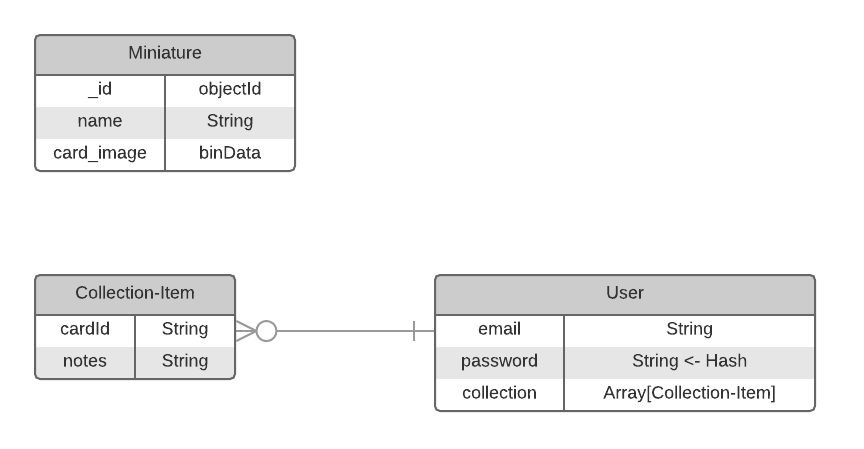 Miniature
_id objectId
name String
card_image binData
Collection-Item
cardId String
notes String
User
email String
password String <- Hash
collection Array[Collection-Item]